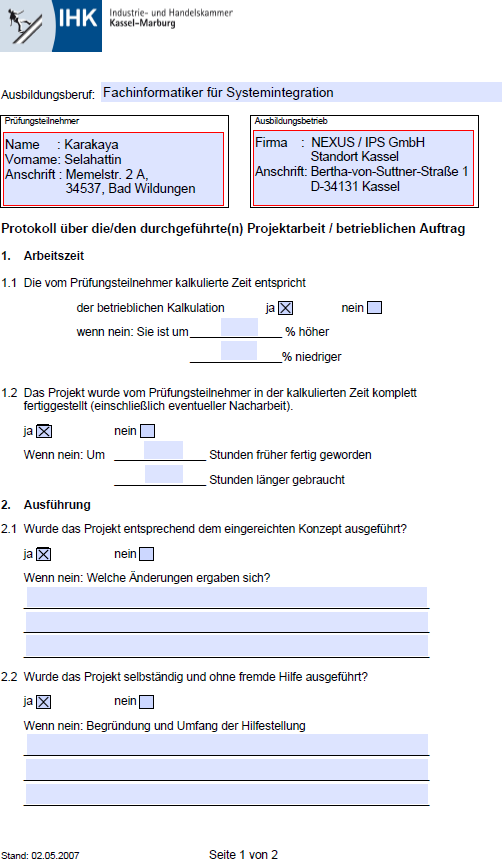 IHK
Industrie- und Handelskammer
Kassel-Marburg
Ausbildungsberuf: Fachinformatiker für Systemintegration
Prüfungsteilnehmer
Name : Karakaya
Vorname: Selahattin
Anschrift : Memelstr. 2 A,
34537, Bad Wildungen
Ausbildungsbetrieb
Firma : NEXUS / IPS GmbH
Standort Kassel
Anschrift: Bertha-von-Suttner-Straße 1
D-34131 Kassel
Protokoll über die/den durchgeführte(n) Projektarbeit / betrieblichen Auftrag
1. Arbeitszeit
1.1 Die vom Prüfungsteilnehmer kalkulierte Zeit entspricht
der betrieblichen Kalkulation ja nein
wenn nein: Sie ist um % höher
% niedriger
1.2 Das Projekt wurde vom Prüfungsteilnehmer in der kalkulierten Zeit komplett
fertiggestellt (einschließlich eventueller Nacharbeit).
ja nein
Wenn nein: Um Stunden früher fertig geworden
Stunden länger gebraucht
2. Ausführung
2.1 Wurde das Projekt entsprechend dem eingereichten Konzept ausgeführt?
ja nein
Wenn nein: Welche Änderungen ergaben sich?
2.2 Wurde das Projekt selbständig und ohne fremde Hilfe ausgeführt?
ja nein
Wenn nein: Begründung und Umfang der Hilfestellung
Stand: 02.05.2007 Seite 1 von 2